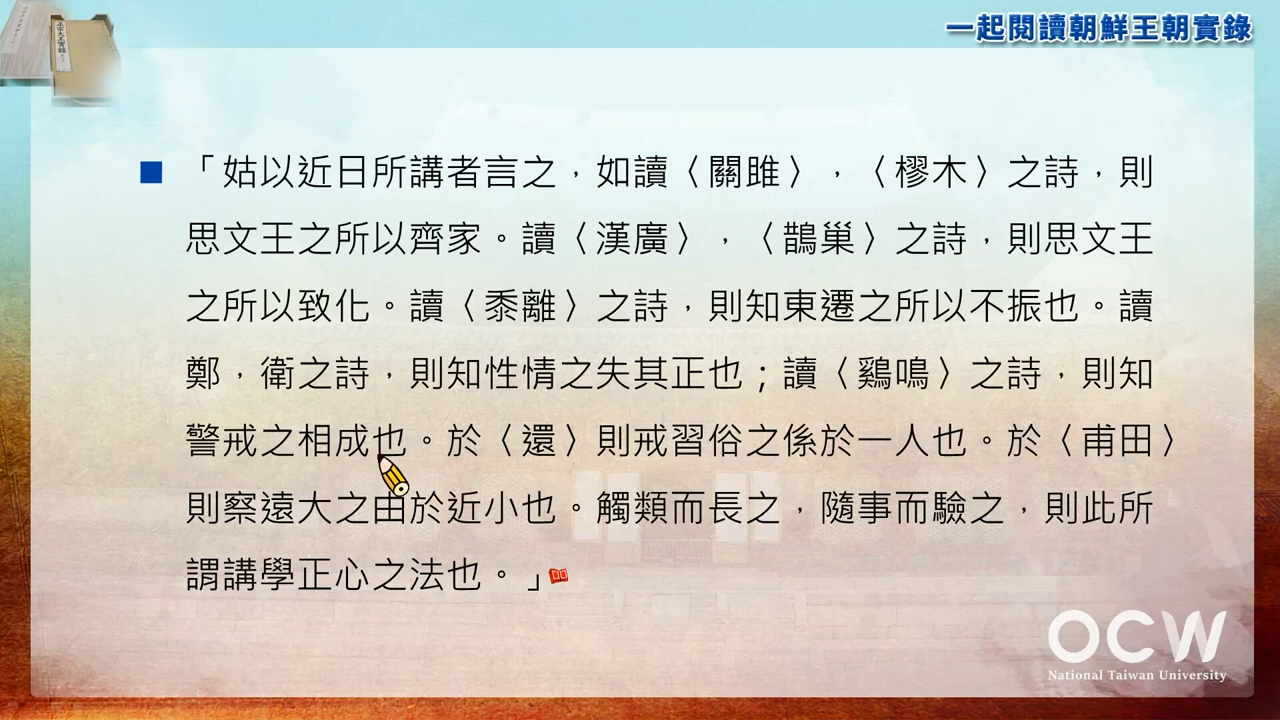 一起閱讀朝鮮王朝實錄
「姑以近日所講者言之，如讀〈關雎〉，〈樛木〉之詩，則
思文王之所以齊家。讀〈漢廣〉，〈鵲巢〉之詩，則思文王
之所以致化。讀〈黍離〉之詩，則知東遷之所以不振也。讀
鄭，衛之詩，則知性情之失其正也；讀〈鷄鳴〉之詩，則知
警戒之相成也。於〈還〉則戒習俗之係於一人也。於〈甫田〉
則察遠大之由於近小也。觸類而長之，隨事而驗之，則此所
謂講學正心之法也。」
OCW
National Taiwan University